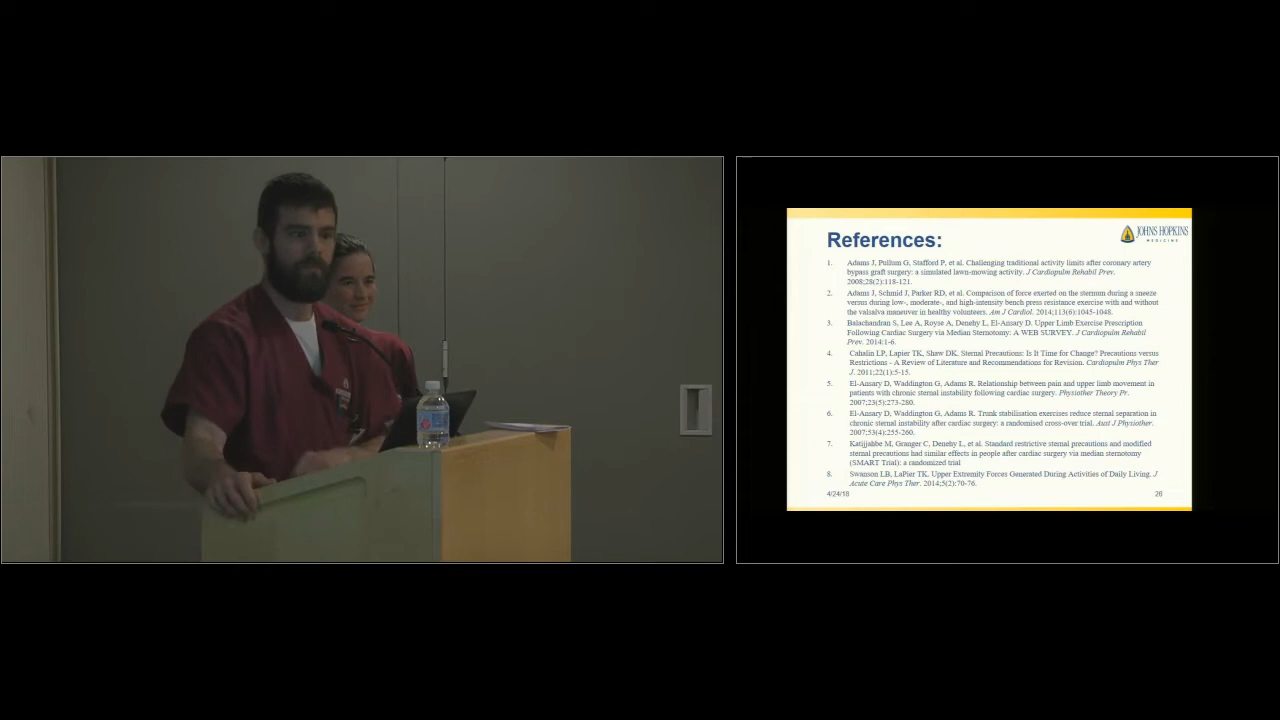 References:
JOHNS HOPKINS
MEDICINE
1. Adams J, Pullum G, Stafford P, et al. Challenging traditional activity limits after coronary artery
bypass graft surgery: a simulated lawn-mowing activity. J Cardiopulm Rehabil Prev.
2008;28(2):118-121.
2. Adams J, Schmid J, Parker RD, et al. Comparison of force exerted on the sternum during a sneeze
versus during low-, moderate-, and high-intensity bench press resistance exercise with and without
the valsalva maneuver in healthy volunteers. Am J Cardiol. 2014;113(6):1045-1048.
3. Balachandran S, Lee A, Royse A, Denehy L, El-Ansary D. Upper Limb Exercise Prescription
Following Cardiac Surgery via Median Sternotomy: A WEB SURVEY. J Cardiopulm Rehabil
Prev. 2014:1-6.
4. Cahalin LP, Lapier TK, Shaw DK. Sternal Precautions: Is It Time for Change? Precautions versus
Restrictions - A Review of Literature and Recommendations for Revision. Cardiopulm Phys Ther
J. 2011;22(1):5-15.
5. El-Ansary D, Waddington G, Adams R. Relationship between pain and upper limb movement in
patients with chronic sternal instability following cardiac surgery. Physiother Theory Pr.
2007;23(5):273-280.
6. El-Ansary D, Waddington G, Adams R. Trunk stabilisation exercises reduce sternal separation in
chronic sternal instability after cardiac surgery: a randomised cross-over trial. Aust J Physiother.
2007;53(4):255-260.
7. Katijjahbe M, Granger C, Denehy L, et al. Standard restrictive sternal precautions and modified
sternal precautions had similar effects in people after cardiac surgery via median sternotomy
(SMART Trial): a randomized trial
8. Swanson LB, LaPier TK. Upper Extremity Forces Generated During Activities of Daily Living. J
Acute Care Phys Ther. 2014;5(2):70-76.
4/24/18
26